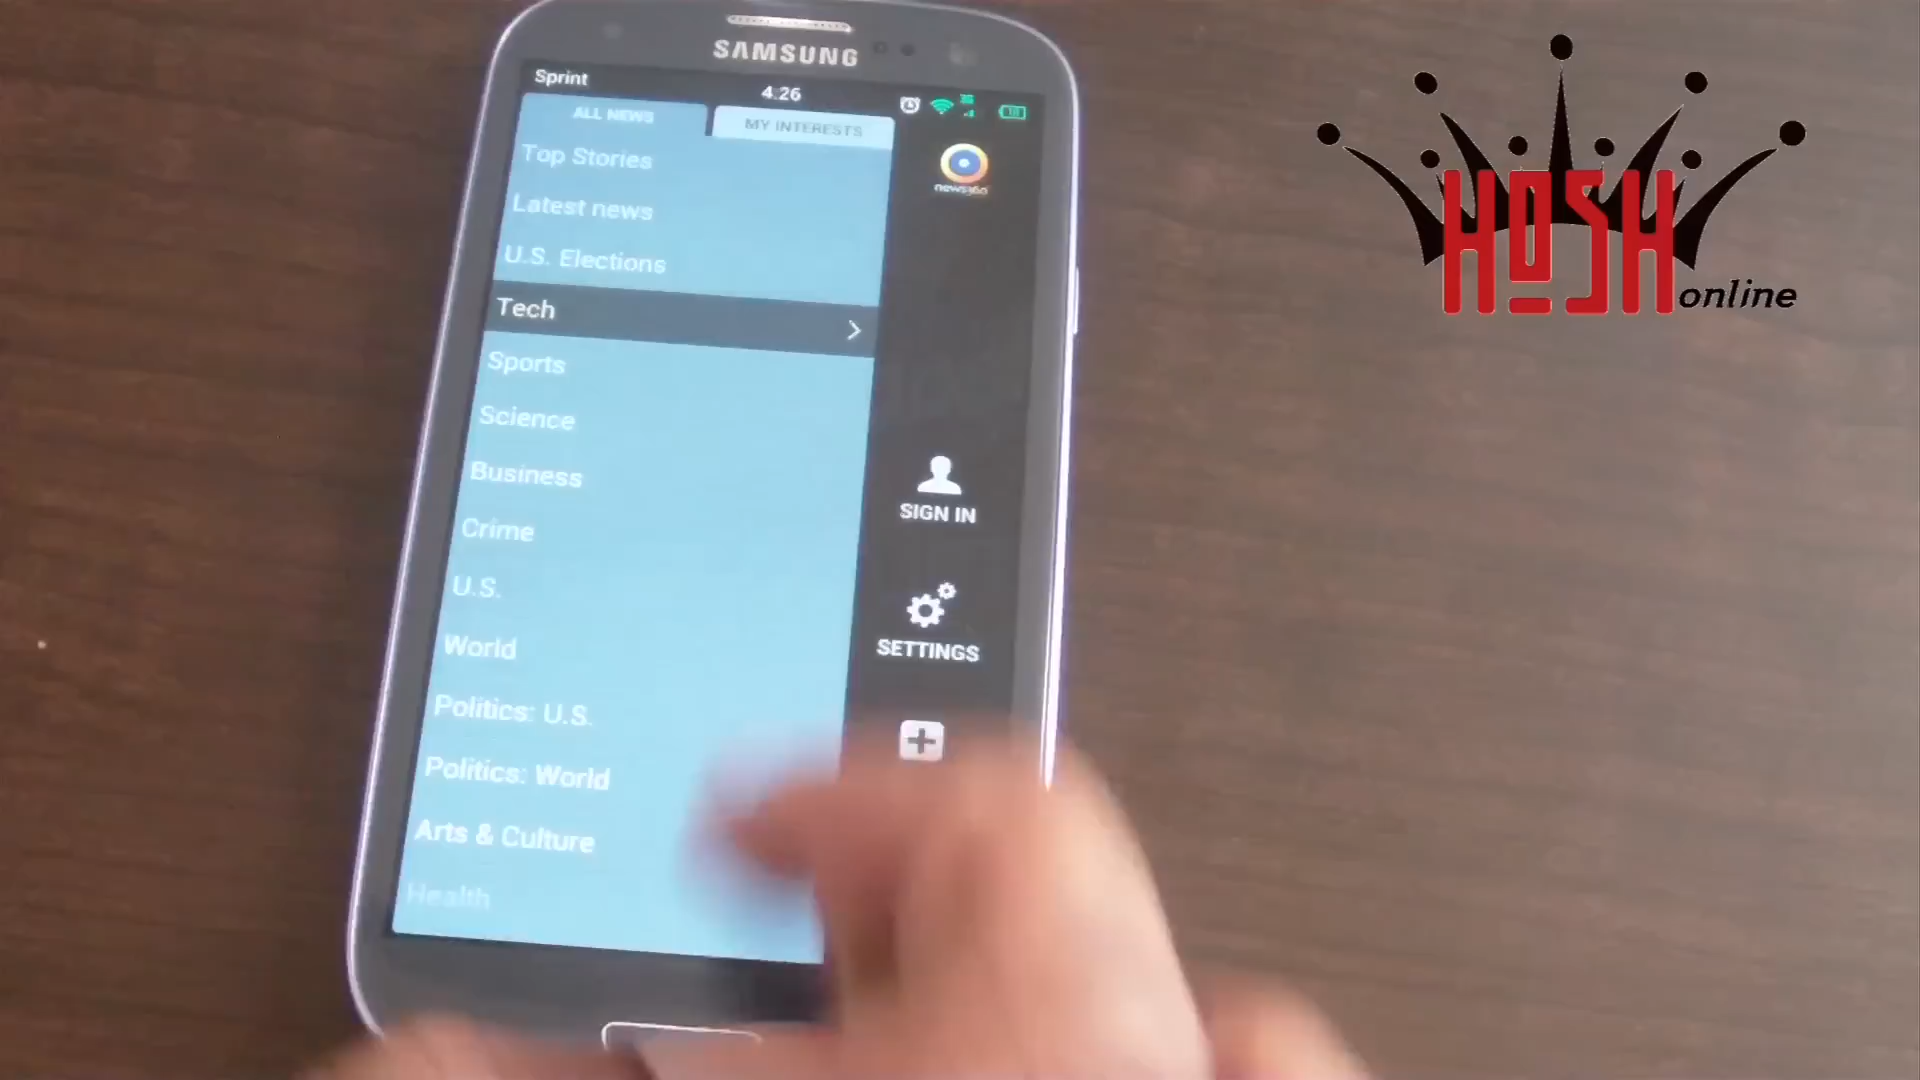 SAMSUNG
Sprint
4:26
ALL NEWS
MY INTERESTS
Top Stories
Latest news
U.S. Elections
Tech
Sports
Science
Business
Crime
U.S.
World
Politics: U.S.
Politics: World
Arts & Culture
Health
news360
SIGN IN
SETTINGS
HOSH
online